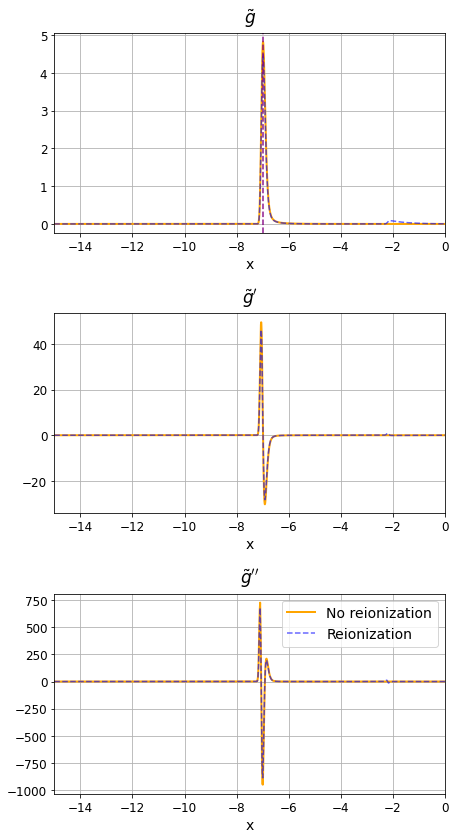 g̃
5
4
3
2
1
0
−14 −12 −10 −8 −6 −4 −2 0
x
g̃′
40
20
0
−20
−14 −12 −10 −8 −6 −4 −2 0
x
g̃′′
750
500
250
0
−250
−500
−750
−1000
No reionization
Reionization
−14 −12 −10 −8 −6 −4 −2 0
x